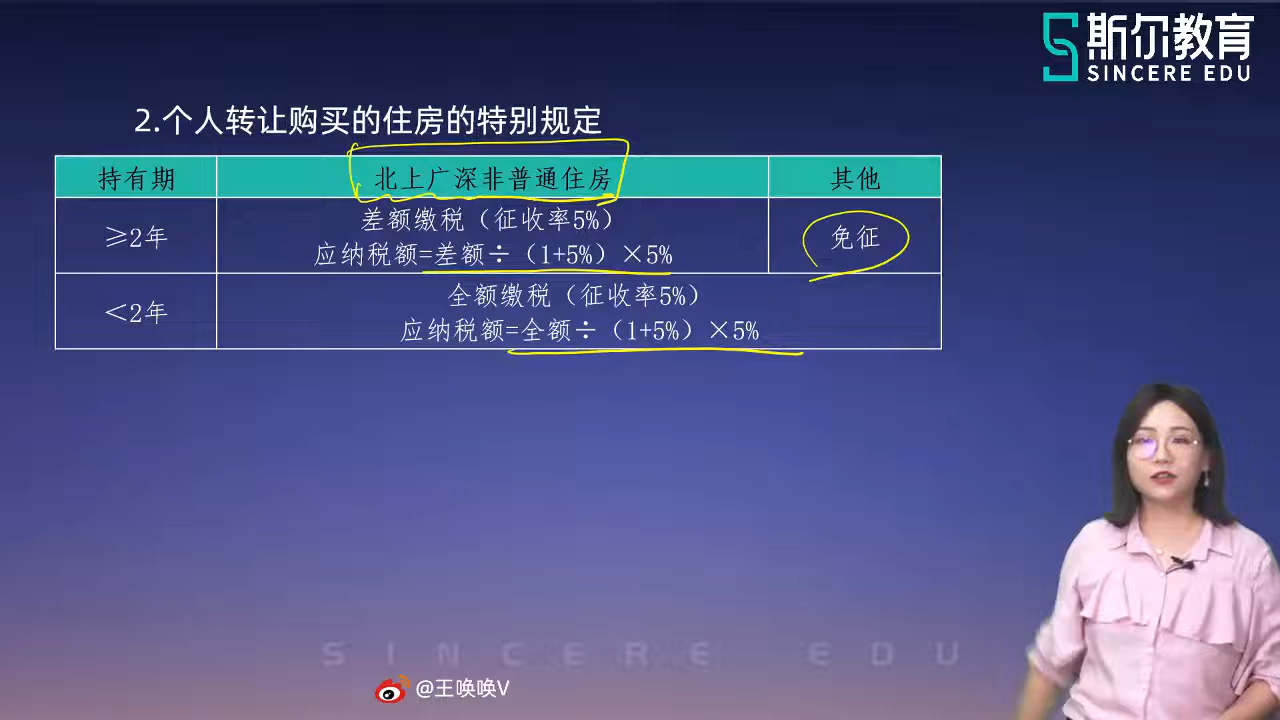 斯尔教育
SINCERE EDU
2.个人转让购买的住房的特别规定
持有期
北上广深非普通住房
其他
≥2年
差额缴税（征收率5%）
应纳税额=差额÷（1+5%）×5%
免征
＜2年
全额缴税（征收率5%）
应纳税额=全额÷（1+5%）×5%
SINCERE EDU
@王唤唤V